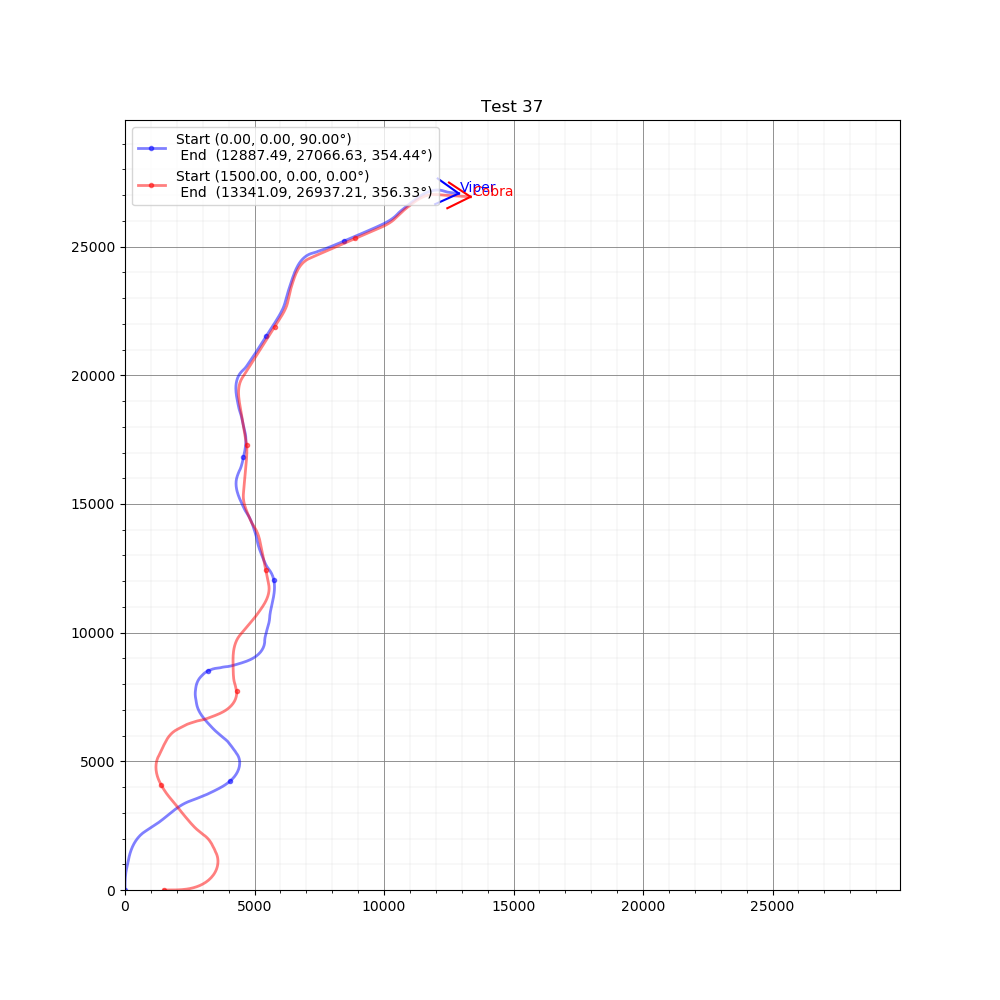 Test 37
Start (0.00, 0.00, 90.00°)
End  (12887.49, 27066.63, 354.44°)
Start (1500.00, 0.00, 0.00°)
End  (13341.09, 26937.21, 356.33°)
Viper
Cobra
25000
20000
15000
10000
5000
0
0
5000
10000
15000
20000
25000